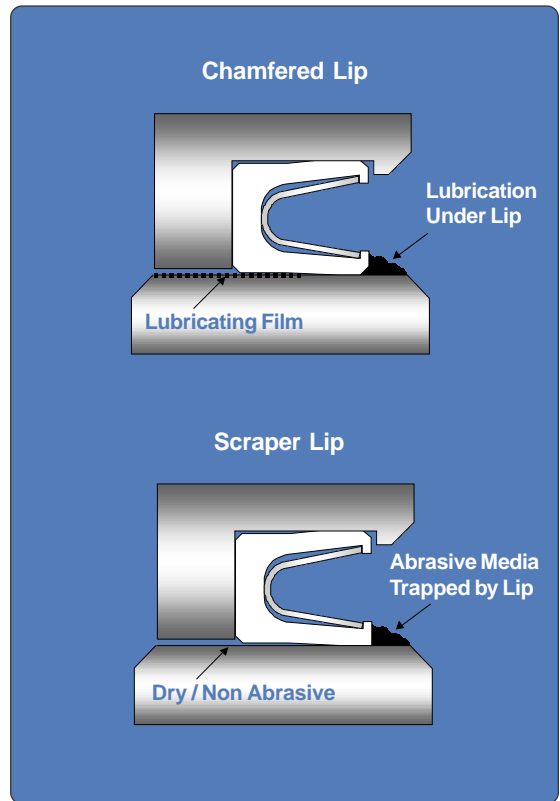 Chamfered Lip
Lubrication
Under Lip
Lubricating Film
Scraper Lip
Abrasive Media
Trapped by Lip
Dry / Non Abrasive